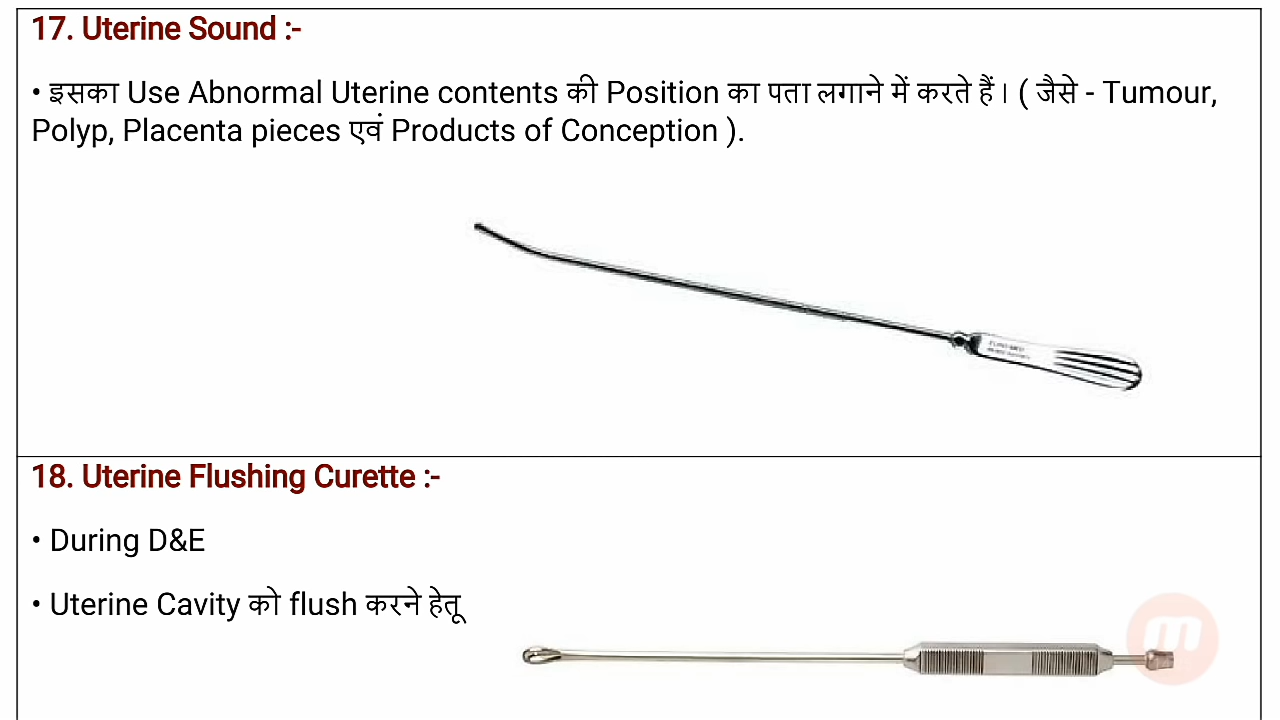 17. Uterine Sound :-
• इसका Use Abnormal Uterine contents की Position का पता लगाने में करते हैं। ( जैसे - Tumour,
Polyp, Placenta pieces एवं Products of Conception ).
18. Uterine Flushing Curette :-
• During D&E
• Uterine Cavity को flush करने हेतू
m